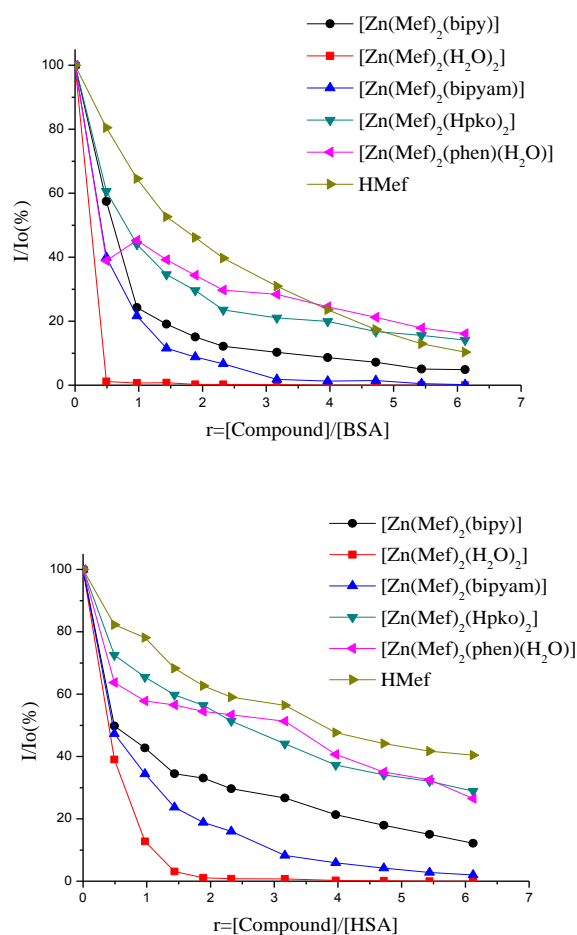 [Zn(Mef)₂(bipy)]
[Zn(Mef)₂(H₂O)₂]
[Zn(Mef)₂(bipyam)]
[Zn(Mef)₂(Hpko)₂]
[Zn(Mef)₂(phen)(H₂O)]
HMef
100
80
60
40
20
0
I/Io(%)
0 1 2 3 4 5 6 7
r=[Compound]/[BSA]
[Zn(Mef)₂(bipy)]
[Zn(Mef)₂(H₂O)₂]
[Zn(Mef)₂(bipyam)]
[Zn(Mef)₂(Hpko)₂]
[Zn(Mef)₂(phen)(H₂O)]
HMef
100
80
60
40
20
0
I/Io(%)
0 1 2 3 4 5 6 7
r=[Compound]/[HSA]